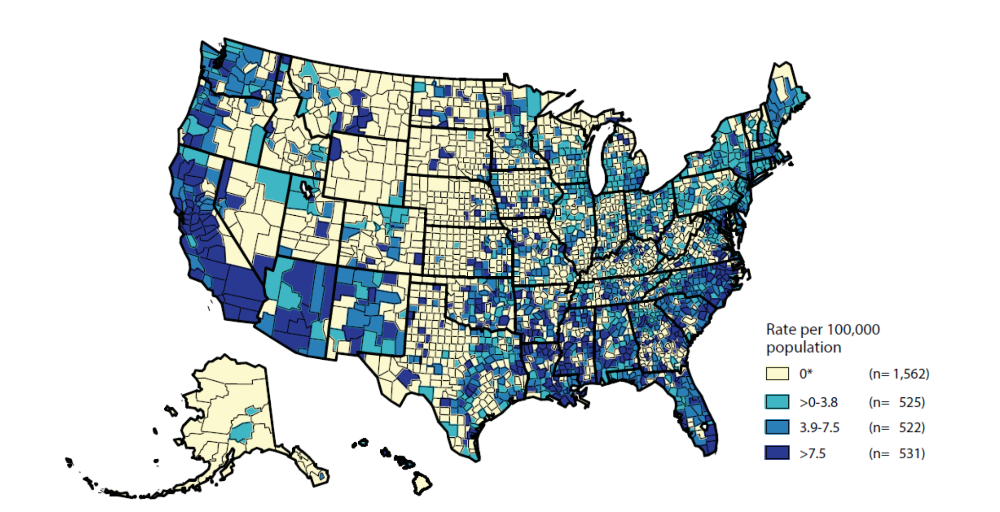 Rate per 100,000
population
0* (n= 1,562)
>0-3.8 (n= 525)
3.9-7.5 (n= 522)
>7.5 (n= 531)